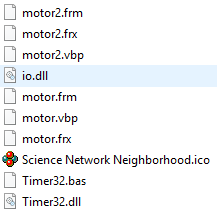 motor2.frm
motor2.frx
motor2.vbp
io.dll
motor.frm
motor.vbp
motor.frx
Science Network Neighborhood.ico
Timer32.bas
Timer32.dll